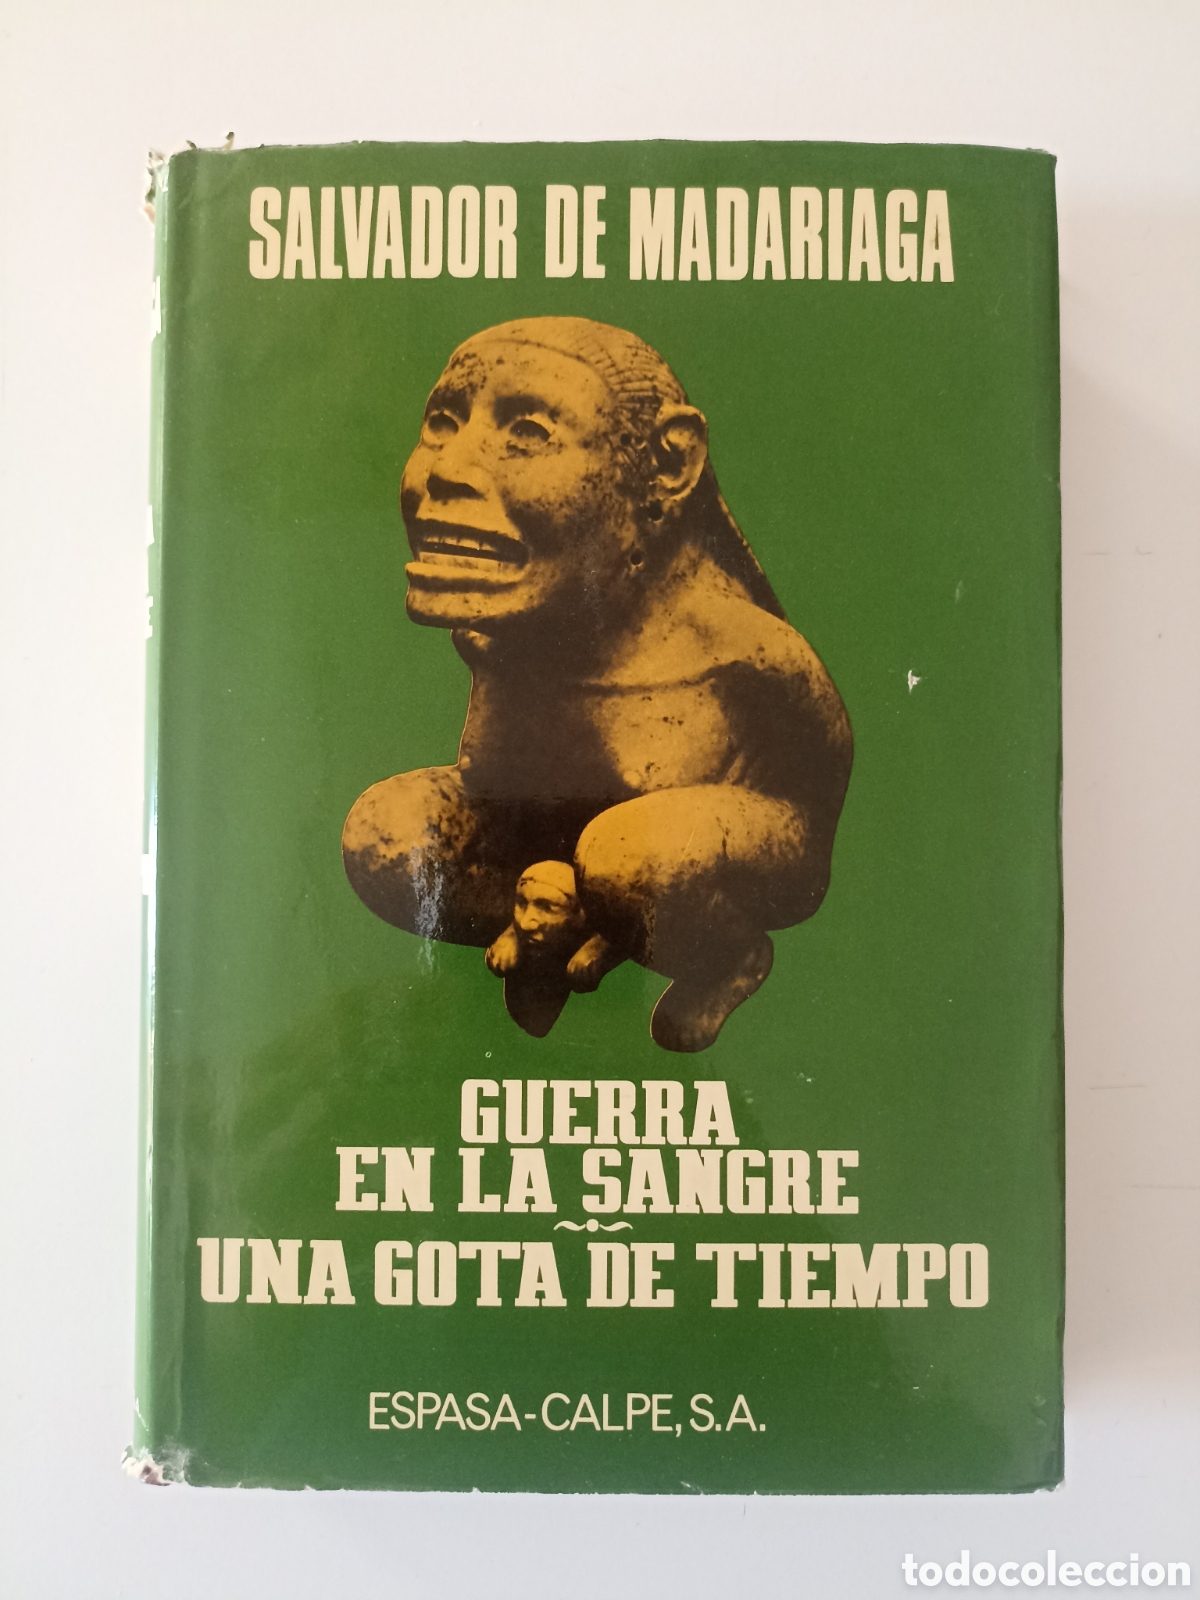 SALVADOR DE MADARIAGA
GUERRA
EN LA SANGRE
UNA GOTA DE TIEMPO
ESPASA-CALPE, S.A.
todocoleccion